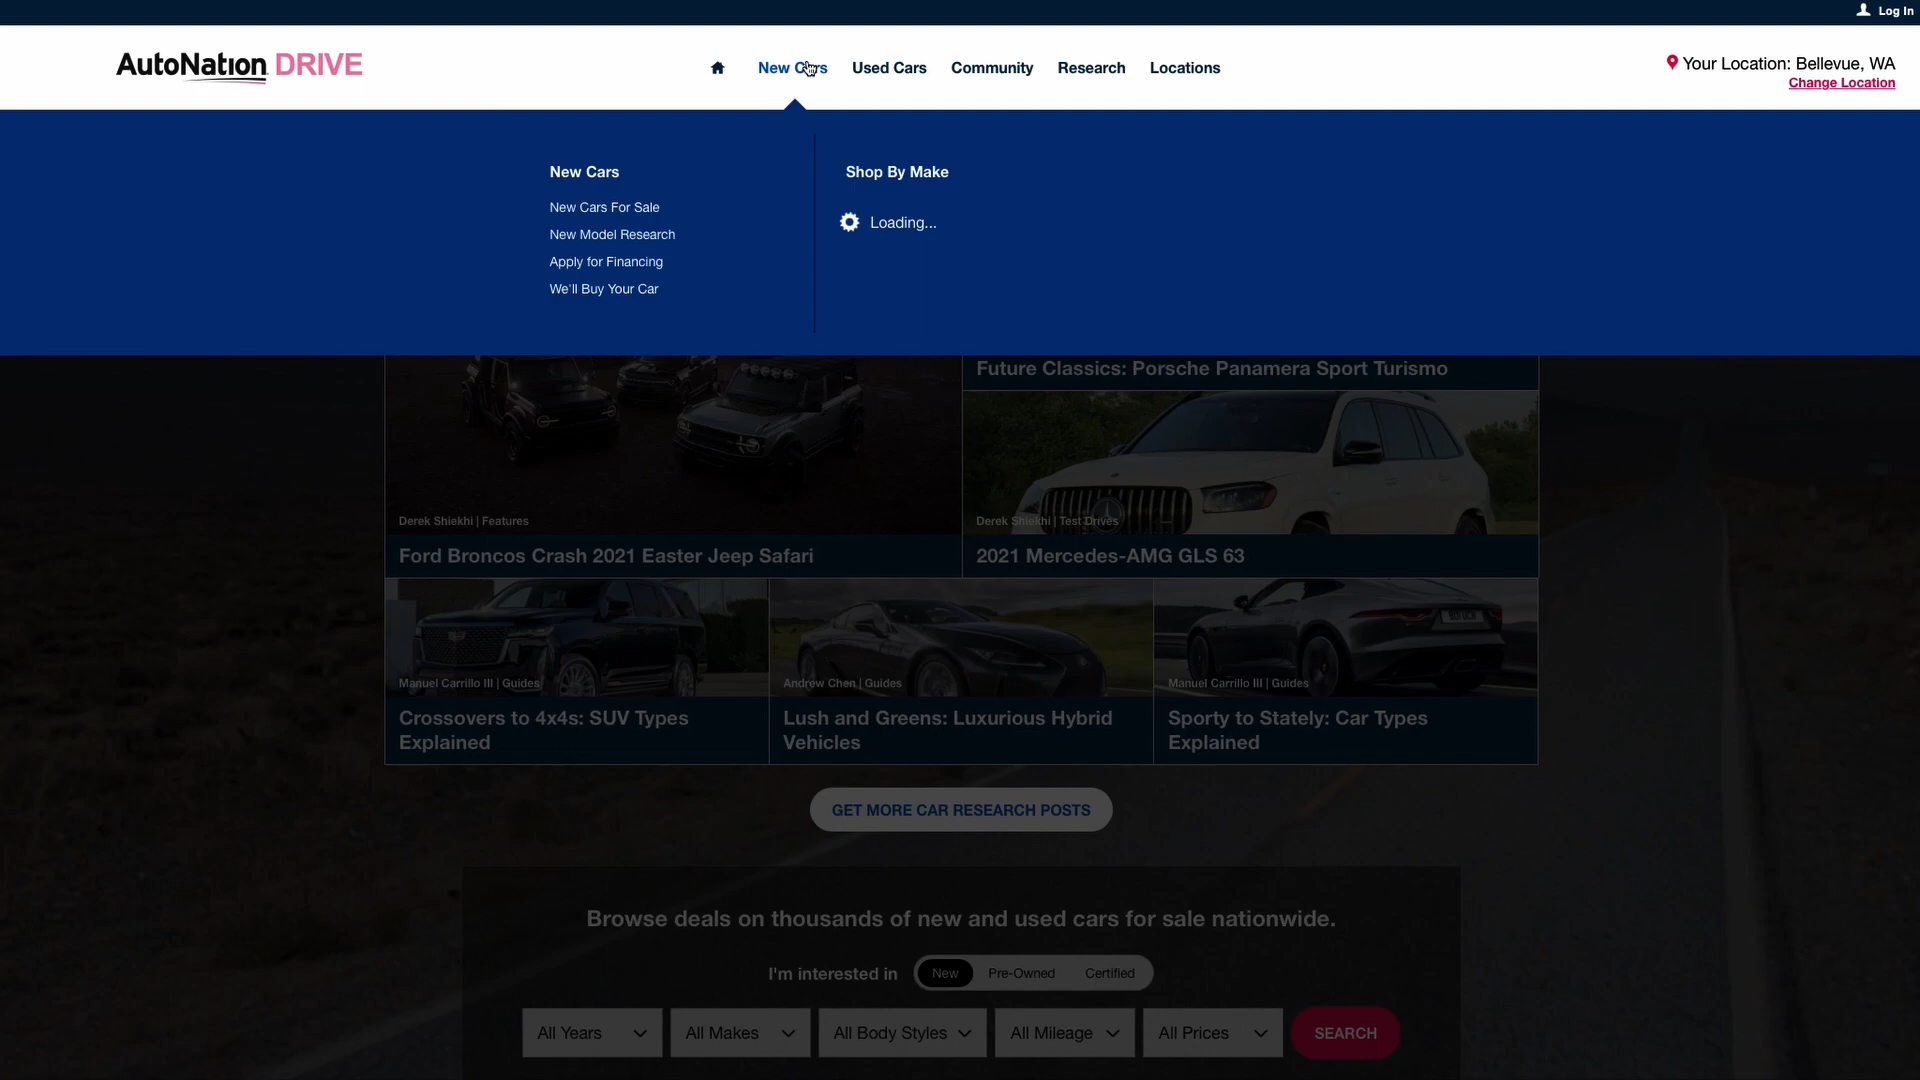 Log In
AutoNation DRIVE
New Cars
Used Cars
Community
Research
Locations
Your Location: Bellevue, WA
Change Location
New Cars
New Cars For Sale
New Model Research
Apply for Financing
We'll Buy Your Car
Shop By Make
Loading...
Future Classics: Porsche Panamera Sport Turismo
Derek Shiekhi | Features
Ford Broncos Crash 2021 Easter Jeep Safari
Derek Shiekhi | Test Drives
2021 Mercedes-AMG GLS 63
Manuel Carrillo III | Guides
Crossovers to 4x4s: SUV Types
Explained
Andrew Chen | Guides
Lush and Greens: Luxurious Hybrid
Vehicles
Manuel Carrillo III | Guides
Sporty to Stately: Car Types
Explained
GET MORE CAR RESEARCH POSTS
Browse deals on thousands of new and used cars for sale nationwide.
I'm interested in
New
Pre-Owned
Certified
All Years
All Makes
All Body Styles
All Mileage
All Prices
SEARCH